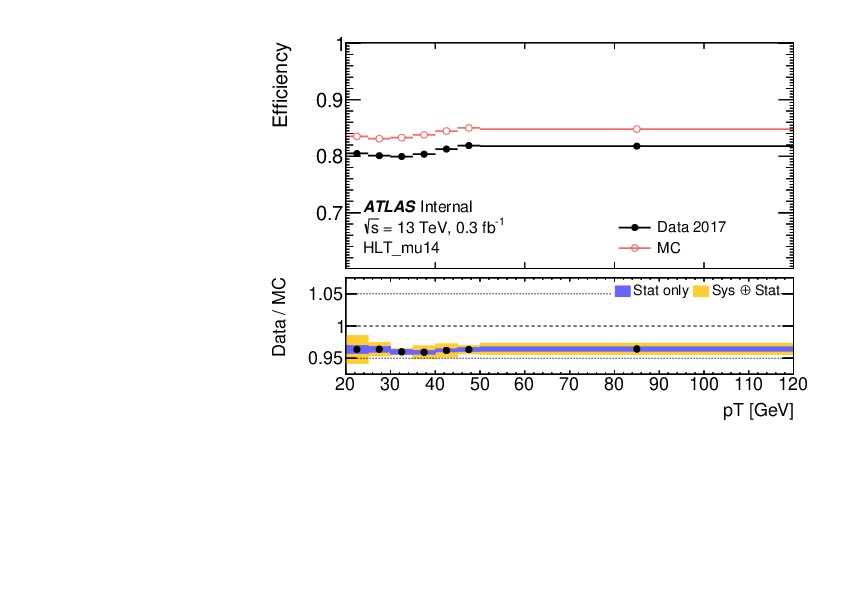 Efficiency
1
0.9
0.8
0.7
ATLAS Internal
√s = 13 TeV, 0.3 fb-1
HLT_mu14
Data 2017
MC
Data / MC
1.05
1
0.95
Stat only
Sys ⊕ Stat
20 30 40 50 60 70 80 90 100 110 120
pT [GeV]